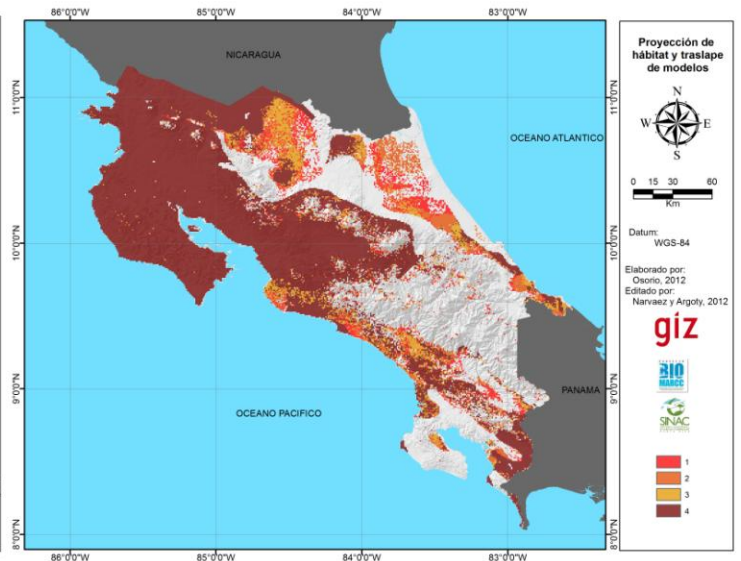 86°0'0"W 85°0'0"W 84°0'0"W 83°0'0"W
11°0'0"N
10°0'0"N
9°0'0"N
8°0'0"N
NICARAGUA
OCEANO ATLANTICO
OCEANO PACIFICO
PANAMA
11°0'0"N
10°0'0"N
9°0'0"N
8°0'0"N
86°0'0"W 85°0'0"W 84°0'0"W 83°0'0"W
Proyección de
hábitat y traslape
de modelos
N
W E
S
0 15 30 60
Km
Datum:
WGS-84
Elaborado por:
Osorio, 2012
Editado por:
Narvaez y Argoty, 2012
giz
BIO
MARCC
SINAC
1
2
3
4